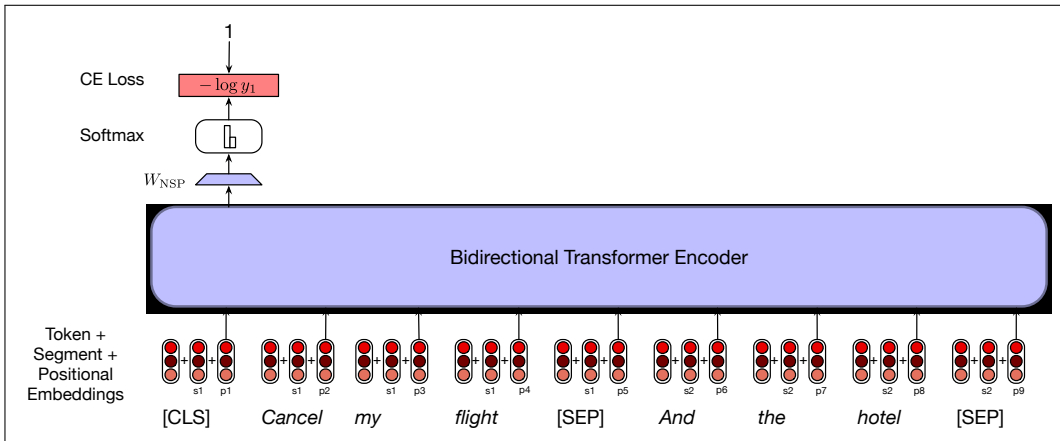 1
CE Loss
− log y₁
Softmax
W_NSP
Bidirectional Transformer Encoder
Token +
Segment +
Positional
Embeddings
+ + + + + + + + + + + + + + + + + +
s1 p1 s1 p2 s1 p3 s1 p4 s1 p5 s2 p6 s2 p7 s2 p8 s2 p9
[CLS] Cancel my flight [SEP] And the hotel [SEP]